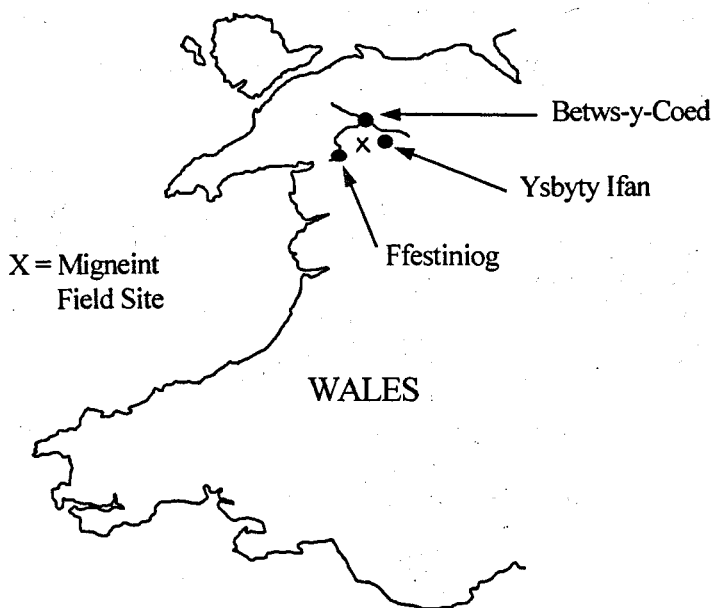 Betws-y-Coed
X
Ysbyty Ifan
Ffestiniog
X = Migneint
Field Site
WALES